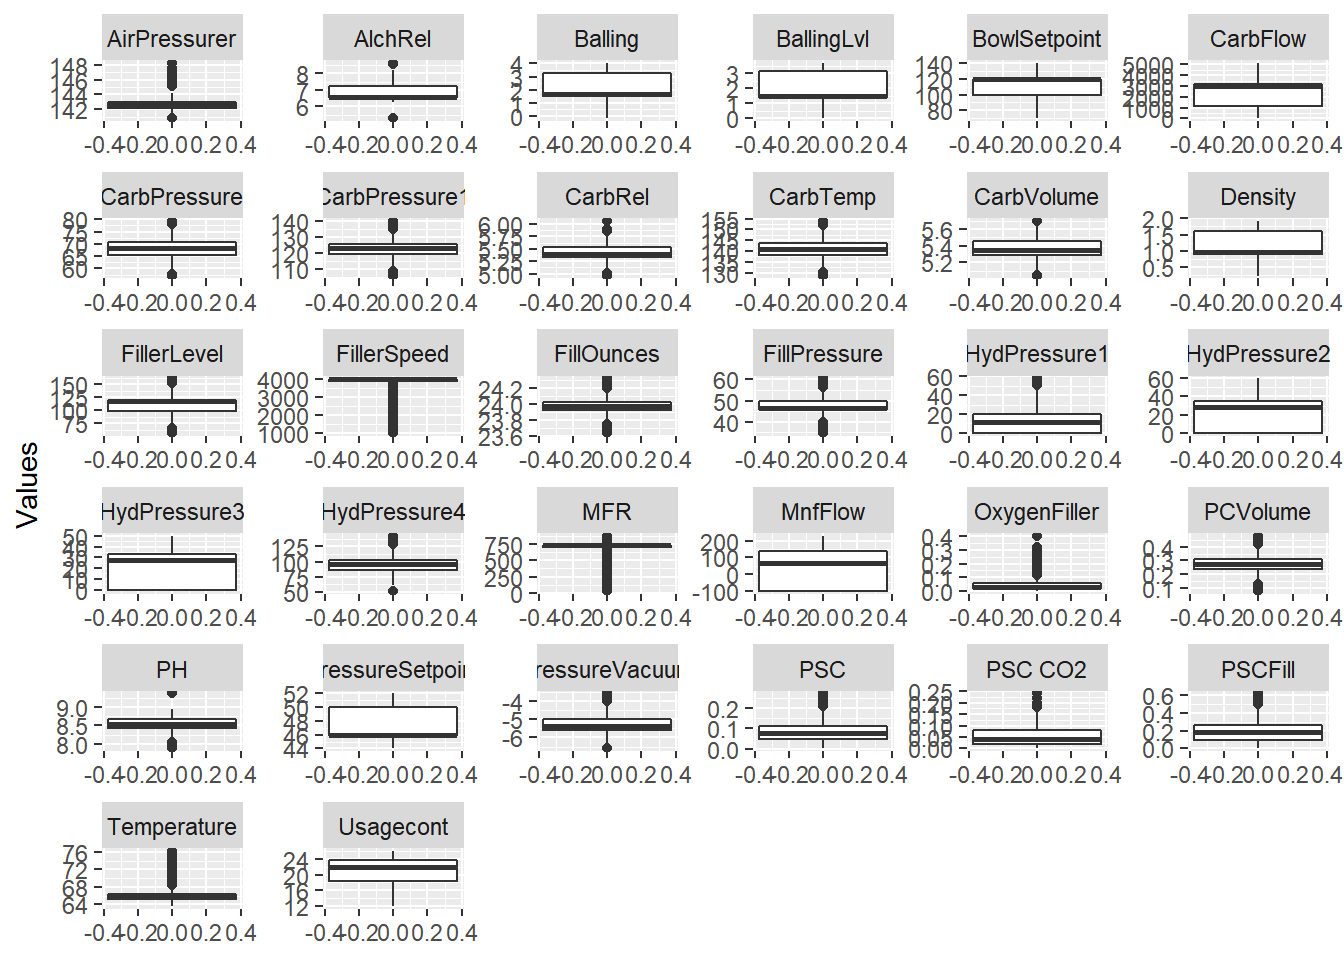 Values
AirPressurer AlchRel Balling BallingLvl BowlSetpoint CarbFlow
148 146 144 142
8 7 6
4 3 2 1 0
3 2 1 0
140 120 100 80
5000 4000 3000 2000 1000 0
-0.4 -0.2 0.0 0.2 0.4 -0.4 -0.2 0.0 0.2 0.4 -0.4 -0.2 0.0 0.2 0.4 -0.4 -0.2 0.0 0.2 0.4 -0.4 -0.2 0.0 0.2 0.4 -0.4 -0.2 0.0 0.2 0.4
CarbPressure CarbPressure1 CarbRel CarbTemp CarbVolume Density
80 75 70 65 60
140 130 120 110
6.00 5.75 5.50 5.25 5.00
155 150 145 140 135 130
5.6 5.4 5.2
2.0 1.5 1.0 0.5
-0.4 -0.2 0.0 0.2 0.4 -0.4 -0.2 0.0 0.2 0.4 -0.4 -0.2 0.0 0.2 0.4 -0.4 -0.2 0.0 0.2 0.4 -0.4 -0.2 0.0 0.2 0.4 -0.4 -0.2 0.0 0.2 0.4
FillerLevel FillerSpeed FillOunces FillPressure HydPressure1 HydPressure2
150 125 100 75
4000 3000 2000 1000
24.2 24.0 23.8 23.6
60 50 40
60 40 20 0
60 40 20 0
-0.4 -0.2 0.0 0.2 0.4 -0.4 -0.2 0.0 0.2 0.4 -0.4 -0.2 0.0 0.2 0.4 -0.4 -0.2 0.0 0.2 0.4 -0.4 -0.2 0.0 0.2 0.4 -0.4 -0.2 0.0 0.2 0.4
HydPressure3 HydPressure4 MFR MnfFlow OxygenFiller PCVolume
50 40 30 20 10 0
125 100 75 50
750 500 250 0
200 100 0 -100
0.4 0.3 0.2 0.1 0.0
0.4 0.3 0.2 0.1
-0.4 -0.2 0.0 0.2 0.4 -0.4 -0.2 0.0 0.2 0.4 -0.4 -0.2 0.0 0.2 0.4 -0.4 -0.2 0.0 0.2 0.4 -0.4 -0.2 0.0 0.2 0.4 -0.4 -0.2 0.0 0.2 0.4
PH ressureSetpoin ressureVacuum PSC PSC CO2 PSCFill
9.0 8.5 8.0
52 50 48 46 44
-4 -5 -6
0.2 0.1 0.0
0.25 0.20 0.15 0.10 0.05 0.00
0.6 0.4 0.2 0.0
-0.4 -0.2 0.0 0.2 0.4 -0.4 -0.2 0.0 0.2 0.4 -0.4 -0.2 0.0 0.2 0.4 -0.4 -0.2 0.0 0.2 0.4 -0.4 -0.2 0.0 0.2 0.4 -0.4 -0.2 0.0 0.2 0.4
Temperature Usagecont
76 72 68 64
24 20 16 12
-0.4 -0.2 0.0 0.2 0.4 -0.4 -0.2 0.0 0.2 0.4